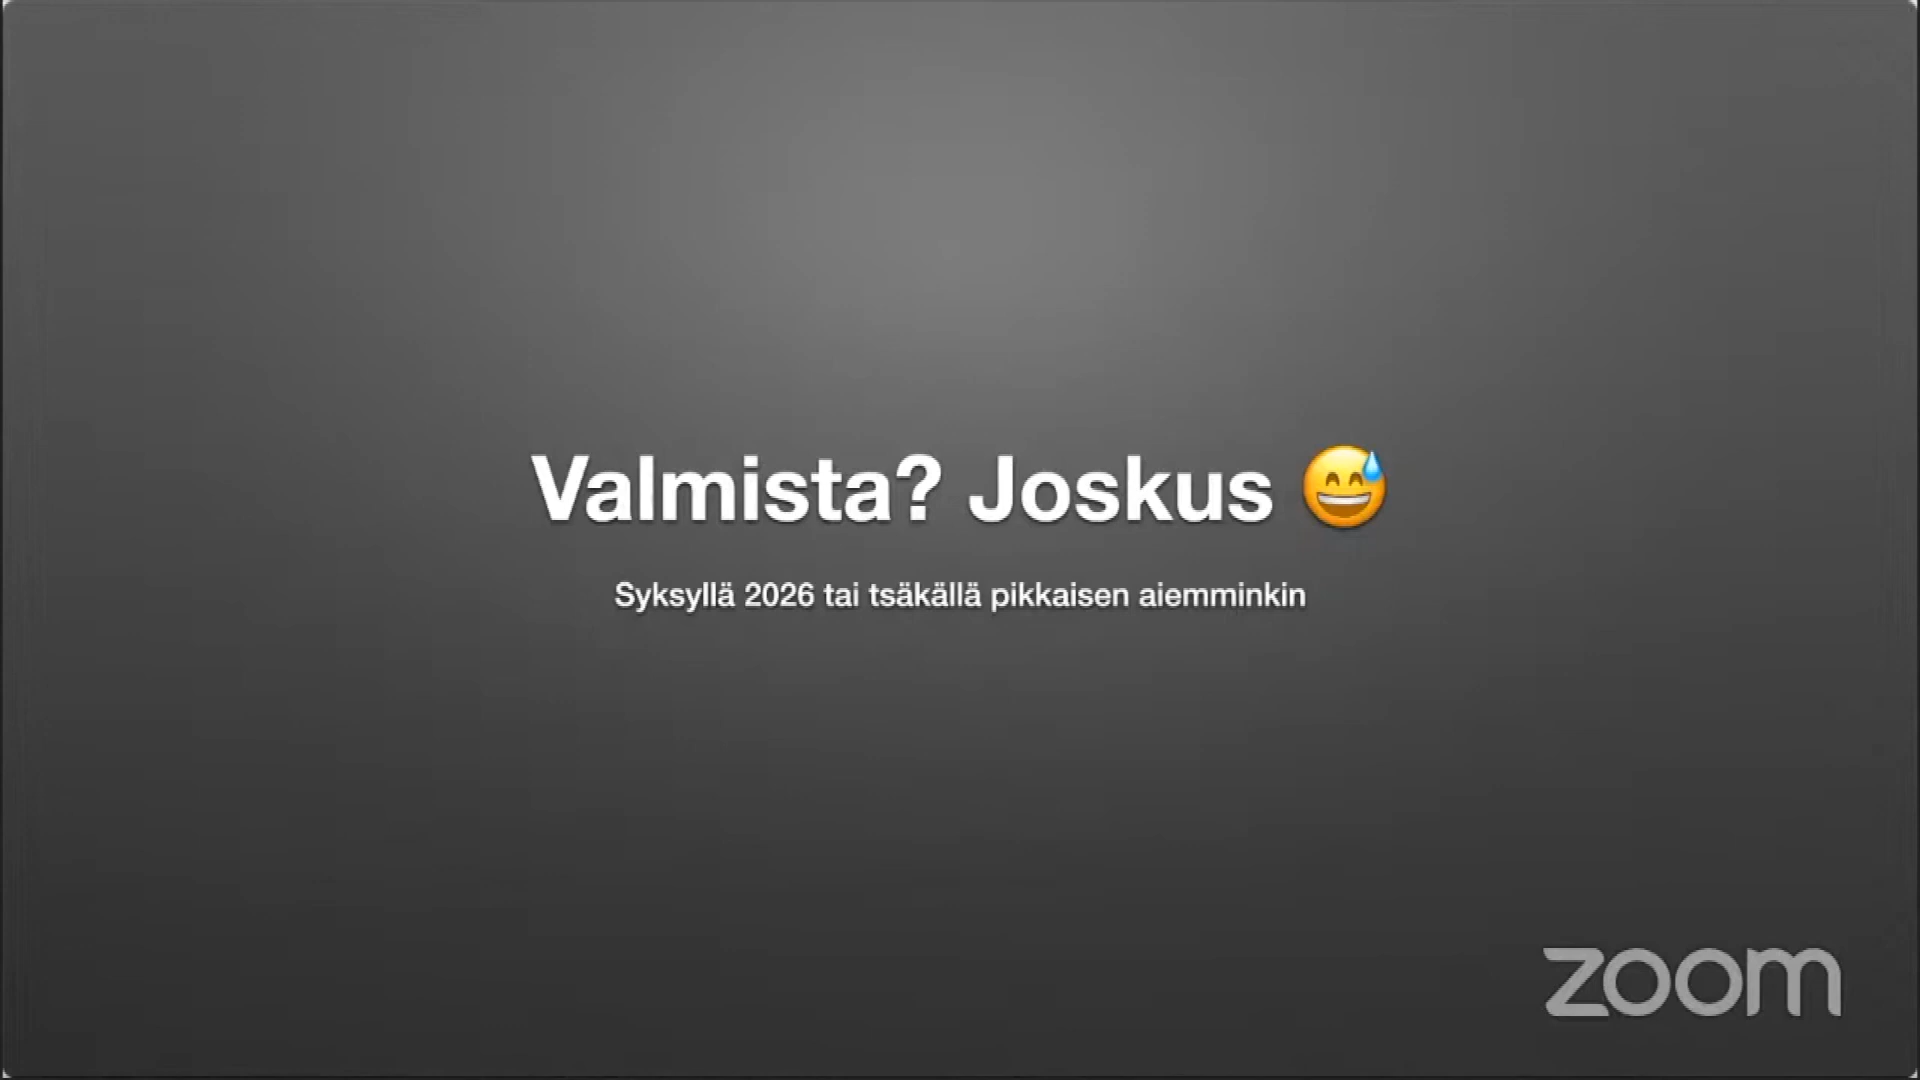 Valmista? Joskus 😅
Syksyllä 2026 tai tsäkällä pikkaisen aiemminkin
zoom